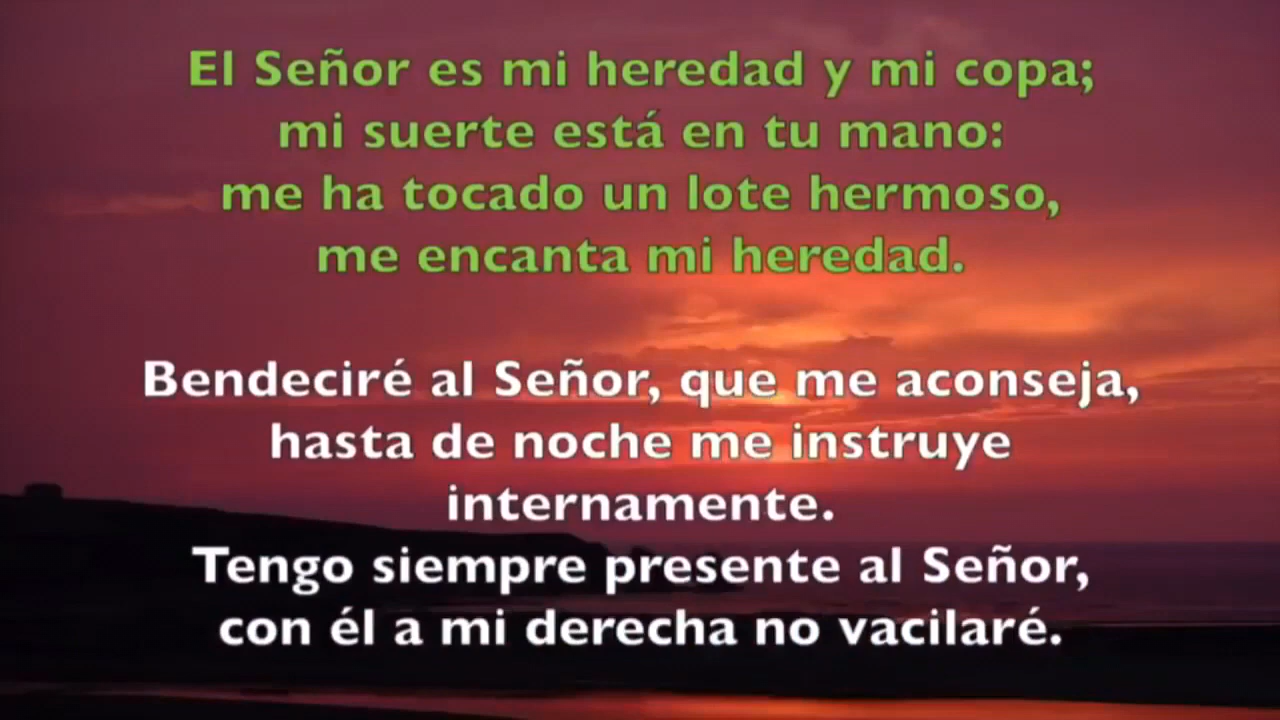 El Señor es mi heredad y mi copa;
mi suerte está en tu mano:
me ha tocado un lote hermoso,
me encanta mi heredad.
Bendeciré al Señor, que me aconseja,
hasta de noche me instruye
internamente.
Tengo siempre presente al Señor,
con él a mi derecha no vacilaré.